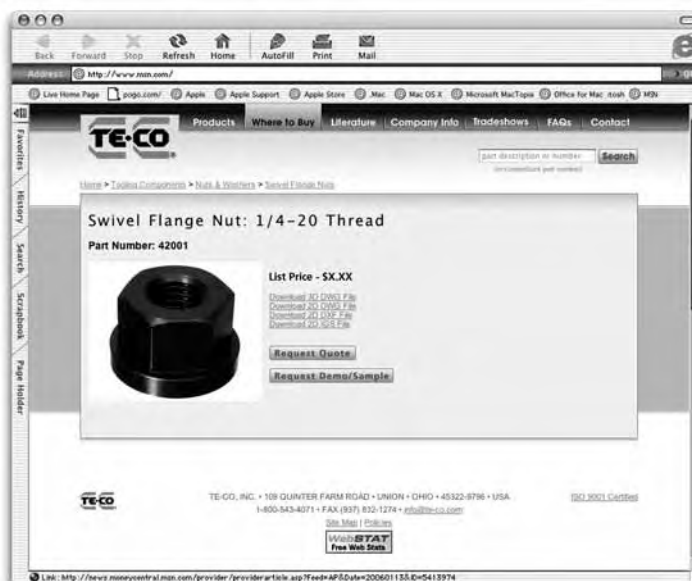 Back Forward Stop Refresh Home AutoFill Print Mail
Address: http://www.msn.com/
Live Home Page pogo.com/ Apple Apple Support Apple Store .Mac Mac OS X Microsoft MacTopia Office for Mac itosh MSN
Favorites
History
Search
Scrapbook
Page Holder
TE-CO
Products Where to Buy Literature Company Info Tradeshows FAQs Contact
part description or number Search
Home > Tooling Components > Nuts & Washers > Swivel Flange Nuts
Swivel Flange Nut: 1/4-20 Thread
Part Number: 42001
List Price - $X.XX
Download 3D DWG File
Download 2D DWG File
Download 2D DXF File
Download 2D IGS File
Request Quote
Request Demo/Sample
TE-CO
TE-CO, INC. • 109 QUINTER FARM ROAD • UNION • OHIO • 45322-9796 • USA
1-800-543-4071 • FAX (937) 832-1274 • info@te-co.com
Site Map | Policies
ISO 9001 Certified
WebSTAT
Free Web Stats
Link: http://news.moneycentral.msn.com/provider/providerarticle.asp?Feed=AP&Date=20060113&ID=5413974